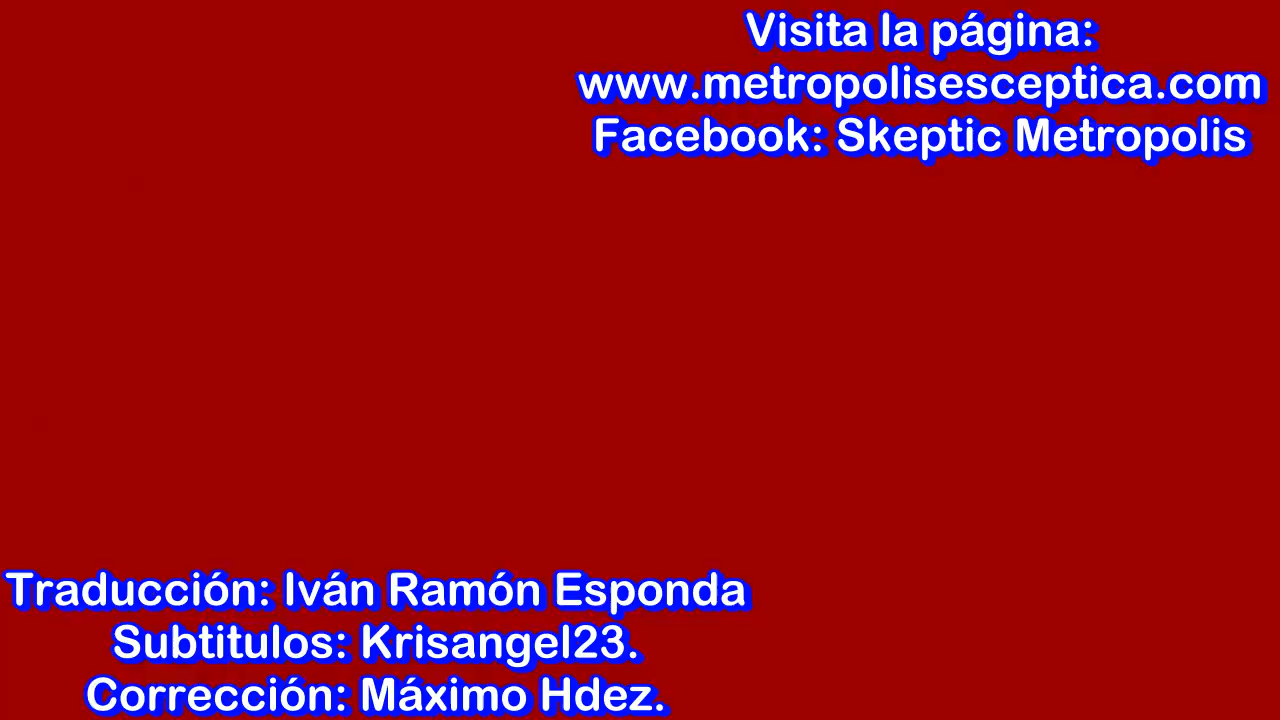 Visita la página:
www.metropolisesceptica.com
Facebook: Skeptic Metropolis
Traducción: Iván Ramón Esponda
Subtitulos: Krisangel23.
Corrección: Máximo Hdez.